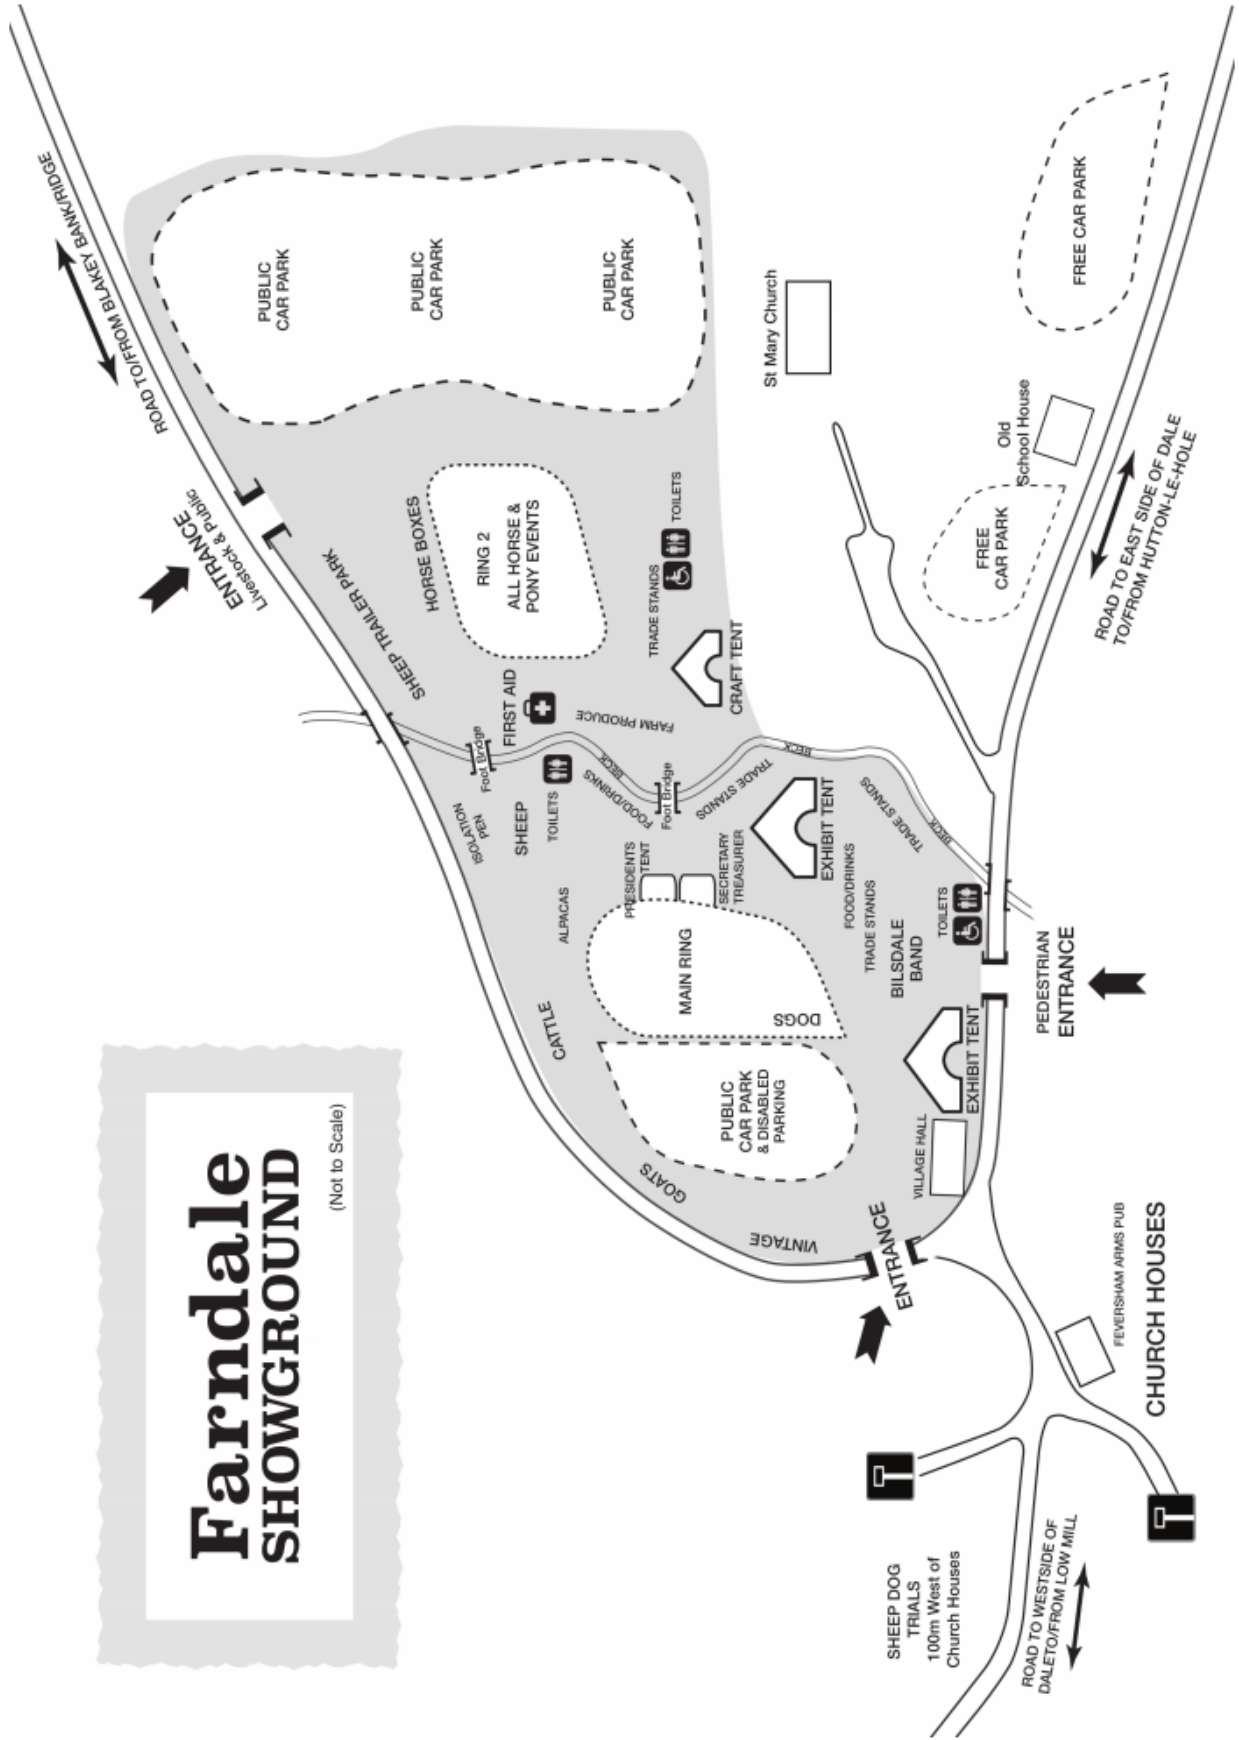 Farndale
SHOWGROUND
(Not to Scale)
ROAD TO/FROM BLAKEY BANK/RIDGE
ENTRANCE
Livestock & Public
SHEEP TRAILER PARK
HORSE BOXES
PUBLIC
CAR PARK
PUBLIC
CAR PARK
PUBLIC
CAR PARK
RING 2
ALL HORSE &
PONY EVENTS
TRADE STANDS
TOILETS
CRAFT TENT
FIRST AID
FARM PRODUCE
Foot Bridge
BECK
FOOD/DRINKS
Foot Bridge
TRADE STANDS
BECK
ISOLATION
PEN
SHEEP
TOILETS
ALPACAS
PRESIDENTS
TENT
SECRETARY
TREASURER
EXHIBIT TENT
TRADE STANDS
BECK
FOOD/DRINKS
TRADE STANDS
BILSDALE
BAND
TOILETS
MAIN RING
DOGS
CATTLE
PUBLIC
CAR PARK
& DISABLED
PARKING
GOATS
VINTAGE
ENTRANCE
VILLAGE HALL
EXHIBIT TENT
PEDESTRIAN
ENTRANCE
St Mary Church
FREE CAR PARK
Old
School House
FREE
CAR PARK
ROAD TO EAST SIDE OF DALE
TO/FROM HUTTON-LE-HOLE
FEVERSHAM ARMS PUB
CHURCH HOUSES
SHEEP DOG
TRIALS
100m West of
Church Houses
ROAD TO WESTSIDE OF
DALETO/FROM LOW MILL